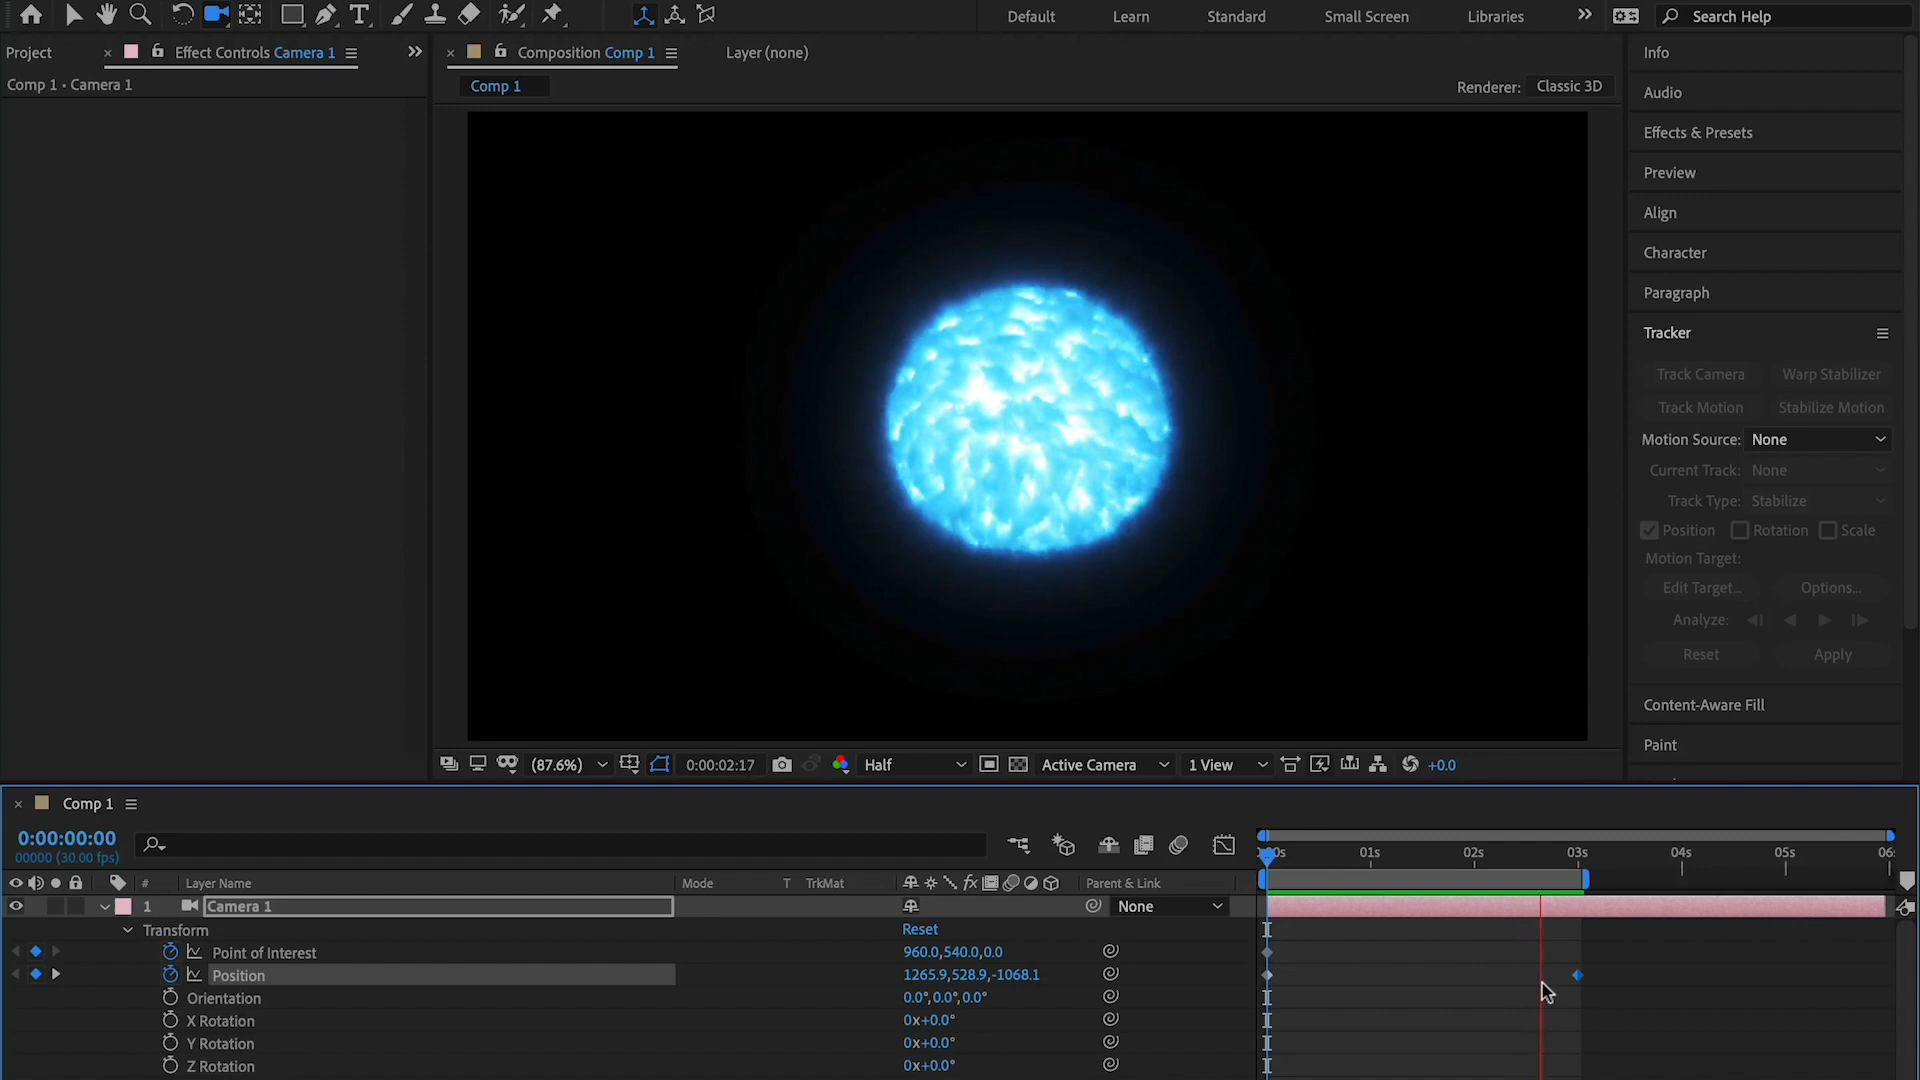 Default
Learn
Standard
Small Screen
Libraries
Search Help
Project
Effect Controls Camera 1
Composition Comp 1
Layer (none)
Comp 1 • Camera 1
Comp 1
Renderer: Classic 3D
Info
Audio
Effects & Presets
Preview
Align
Character
Paragraph
Tracker
Track Camera
Warp Stabilizer
Track Motion
Stabilize Motion
Motion Source: None
Current Track: None
Track Type: Stabilize
Position
Rotation
Scale
Motion Target:
Edit Target...
Options...
Analyze:
Reset
Apply
Content-Aware Fill
Paint
(87.6%)
0:00:02:17
Half
Active Camera
1 View
+0.0
Comp 1
0:00:00:00
00000 (30.00 fps)
01s
02s
03s
04s
05s
#
Layer Name
Mode
T
TrkMat
fx
Parent & Link
1
Camera 1
None
Transform
Reset
Point of Interest
960.0,540.0,0.0
Position
1265.9,528.9,-1068.1
Orientation
0.0°,0.0°,0.0°
X Rotation
0x+0.0°
Y Rotation
0x+0.0°
Z Rotation
0x+0.0°